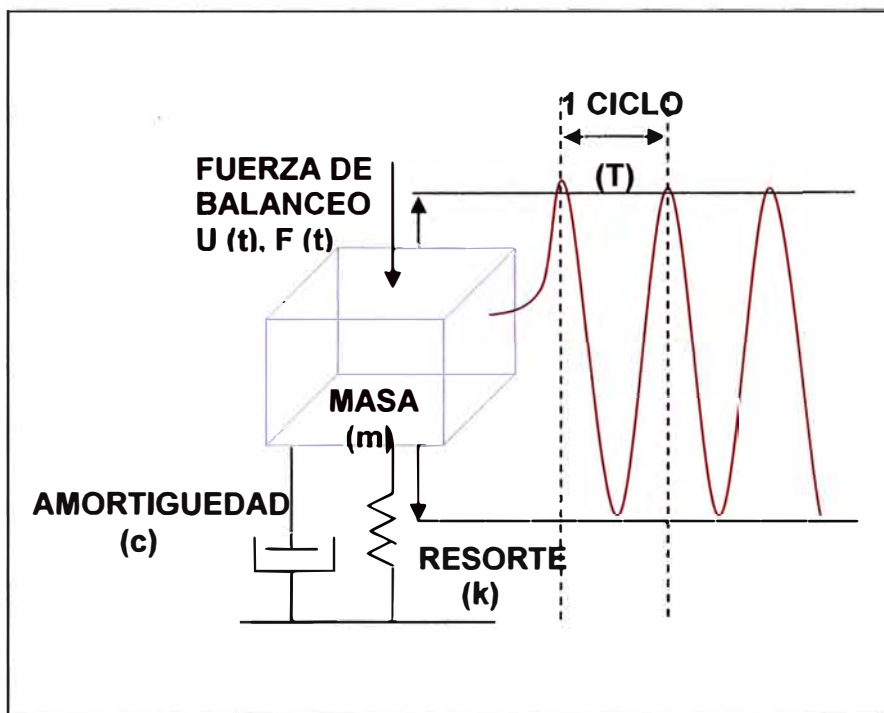 1 CICLO
(T)
FUERZA DE
BALANCEO
U (t), F (t)
MASA
(m)
AMORTIGUEDAD
(c)
RESORTE
(k)